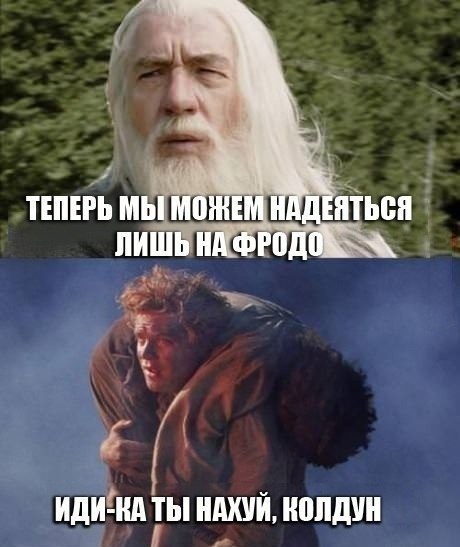 ТЕПЕРЬ МЫ МОЖЕМ НАДЕЯТЬСЯ
ЛИШЬ НА ФРОДО
ИДИ-КА ТЫ НАХУЙ, КОЛДУН